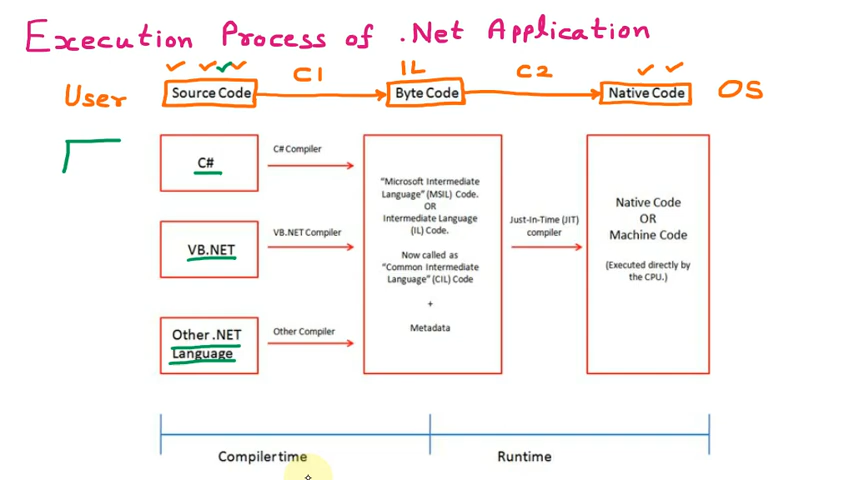 Execution Process of .Net Application
C1 IL C2
User Source Code Byte Code Native Code OS
C#
C# Compiler
VB.NET
VB.NET Compiler
Other .NET
Language
Other Compiler
"Microsoft Intermediate
Language" (MSIL) Code.
OR
Intermediate Language
(IL) Code.
Now called as
"Common Intermediate
Language" (CIL) Code
+
Metadata
Just-In-Time (JIT)
compiler
Native Code
OR
Machine Code
(Executed directly by
the CPU.)
Compiler time
Runtime